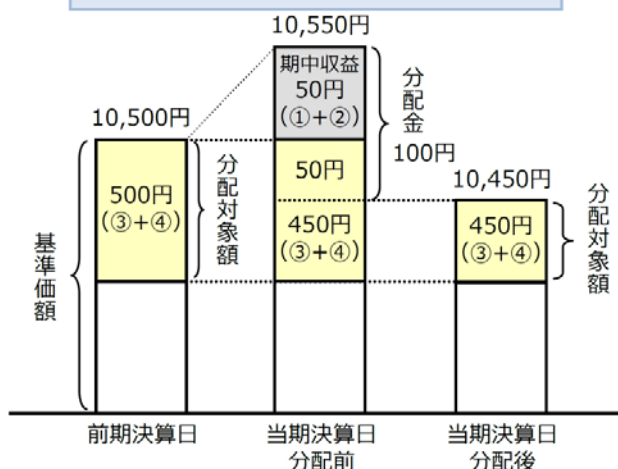 10,550円
期中収益
50円
(①+②)
分配金
100円
10,500円
500円
(③+④)
分配対象額
50円
450円
(③+④)
10,450円
450円
(③+④)
分配対象額
基準価額
前期決算日
当期決算日
分配前
当期決算日
分配後